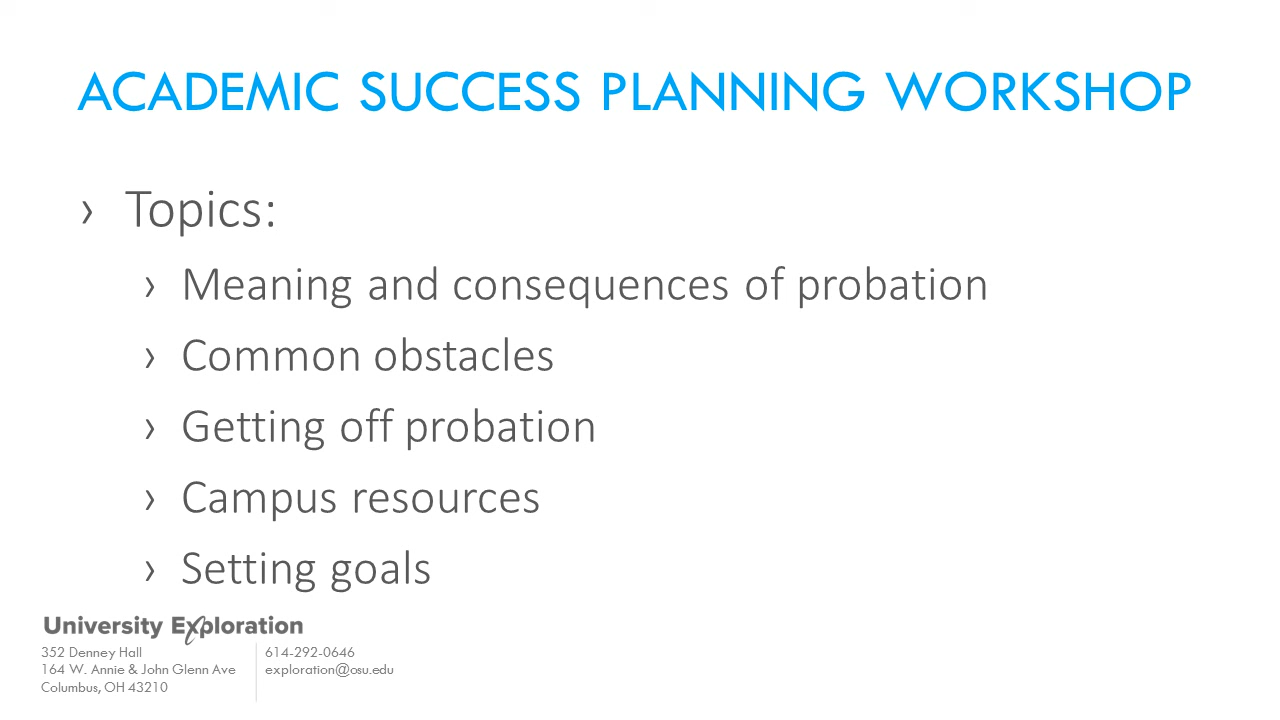 ACADEMIC SUCCESS PLANNING WORKSHOP
› Topics:
› Meaning and consequences of probation
› Common obstacles
› Getting off probation
› Campus resources
› Setting goals
University Exploration
352 Denney Hall
164 W. Annie & John Glenn Ave
Columbus, OH 43210
614-292-0646
exploration@osu.edu